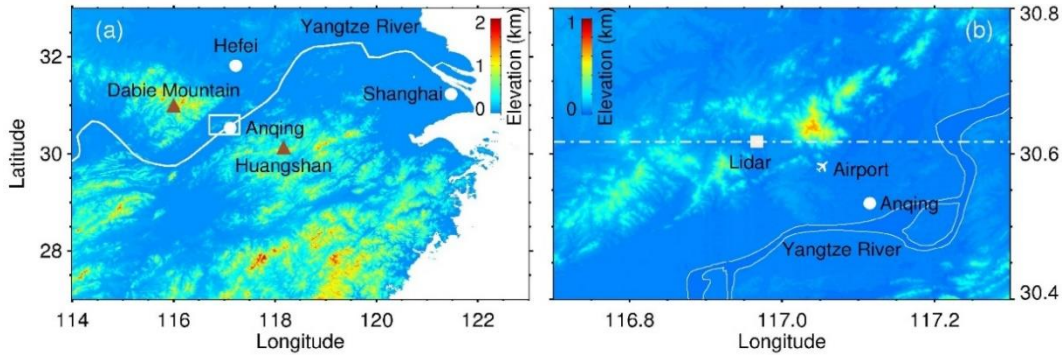 (a)
Yangtze River
2
1
0
Elevation (km)
Hefei
Dabie Mountain
Shanghai
Anqing
Huangshan
32
30
28
Latitude
114
116
118
120
122
Longitude
1
0
Elevation (km)
(b)
30.8
30.6
30.4
Lidar
Airport
Anqing
Yangtze River
116.8
117.0
117.2
Longitude